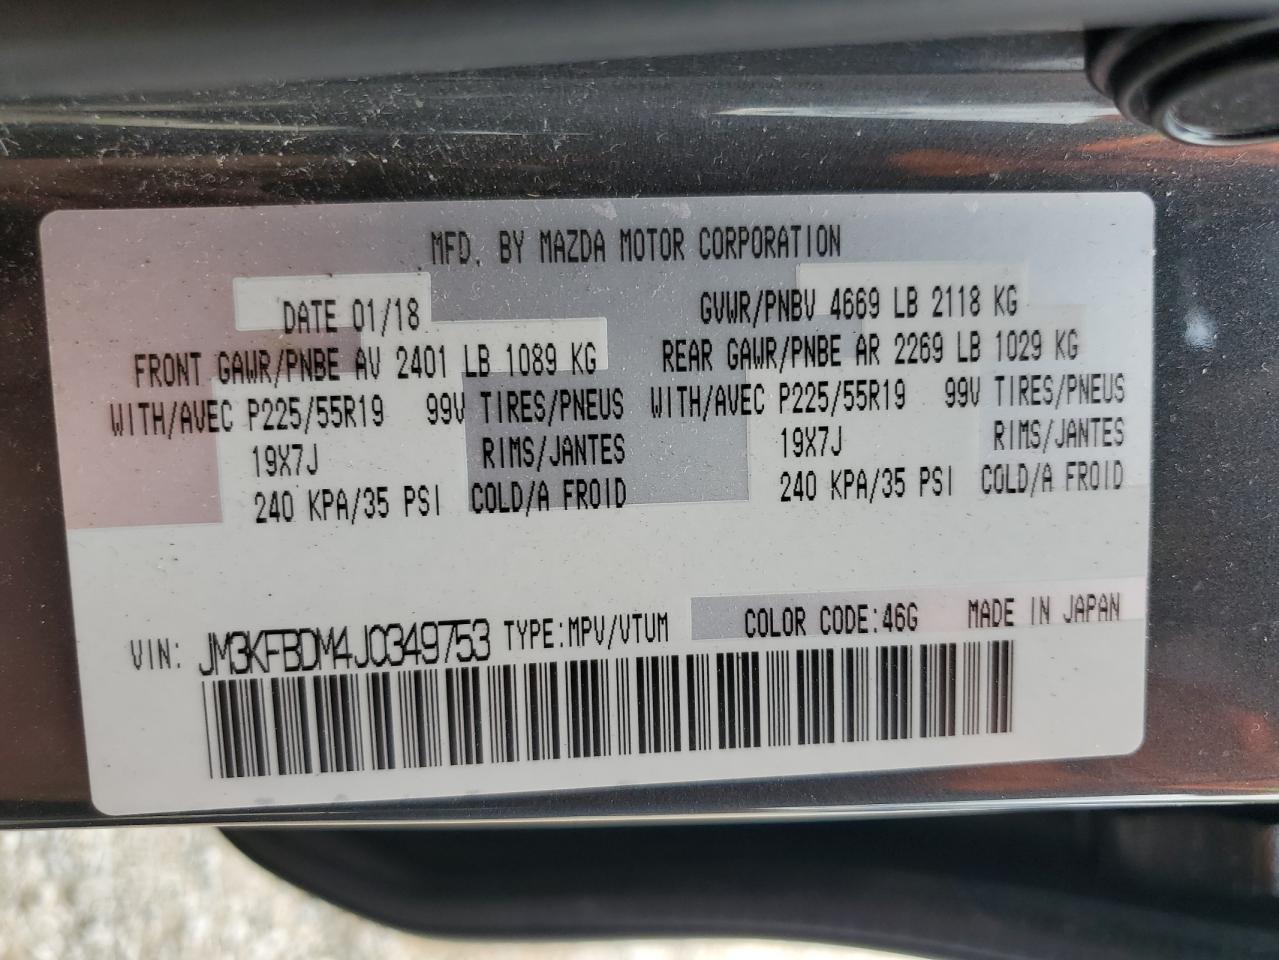 MFD. BY MAZDA MOTOR CORPORATION
DATE 01/18 GVWR/PNBV 4669 LB 2118 KG
FRONT GAWR/PNBE AV 2401 LB 1089 KG REAR GAWR/PNBE AR 2269 LB 1029 KG
WITH/AVEC P225/55R19 99V TIRES/PNEUS WITH/AVEC P225/55R19 99V TIRES/PNEUS
19X7J RIMS/JANTES 19X7J RIMS/JANTES
240 KPA/35 PSI COLD/A FROID 240 KPA/35 PSI COLD/A FROID
VIN: JM3KFBDM4J0349753 TYPE:MPV/VTUM COLOR CODE:46G MADE IN JAPAN